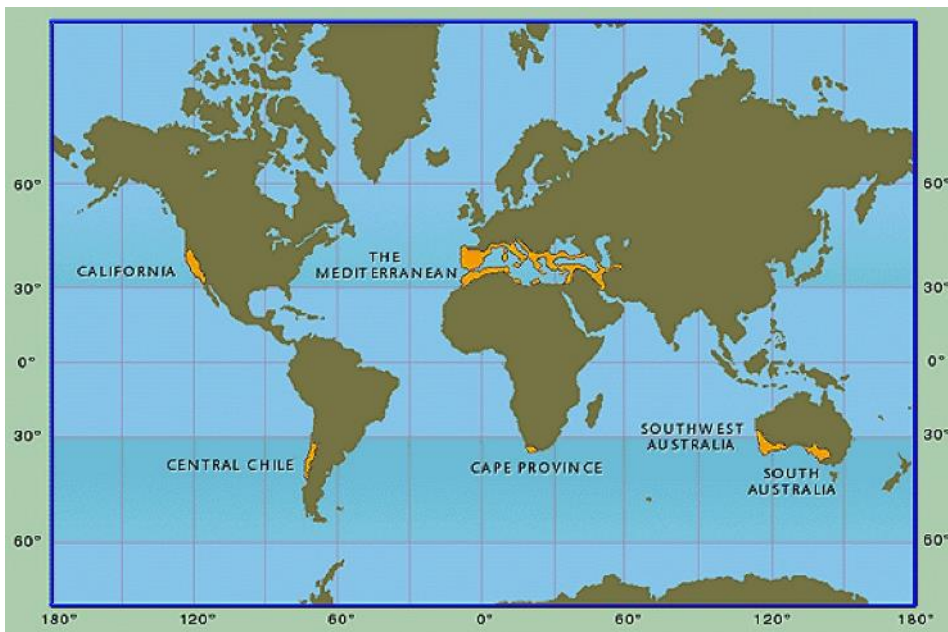 60° 60°
THE
MEDITERRANEAN
CALIFORNIA
30° 30°
0° 0°
30° 30°
SOUTHWEST
AUSTRALIA
CENTRAL CHILE
CAPE PROVINCE
SOUTH
AUSTRALIA
60° 60°
180° 120° 60° 0° 60° 120° 180°